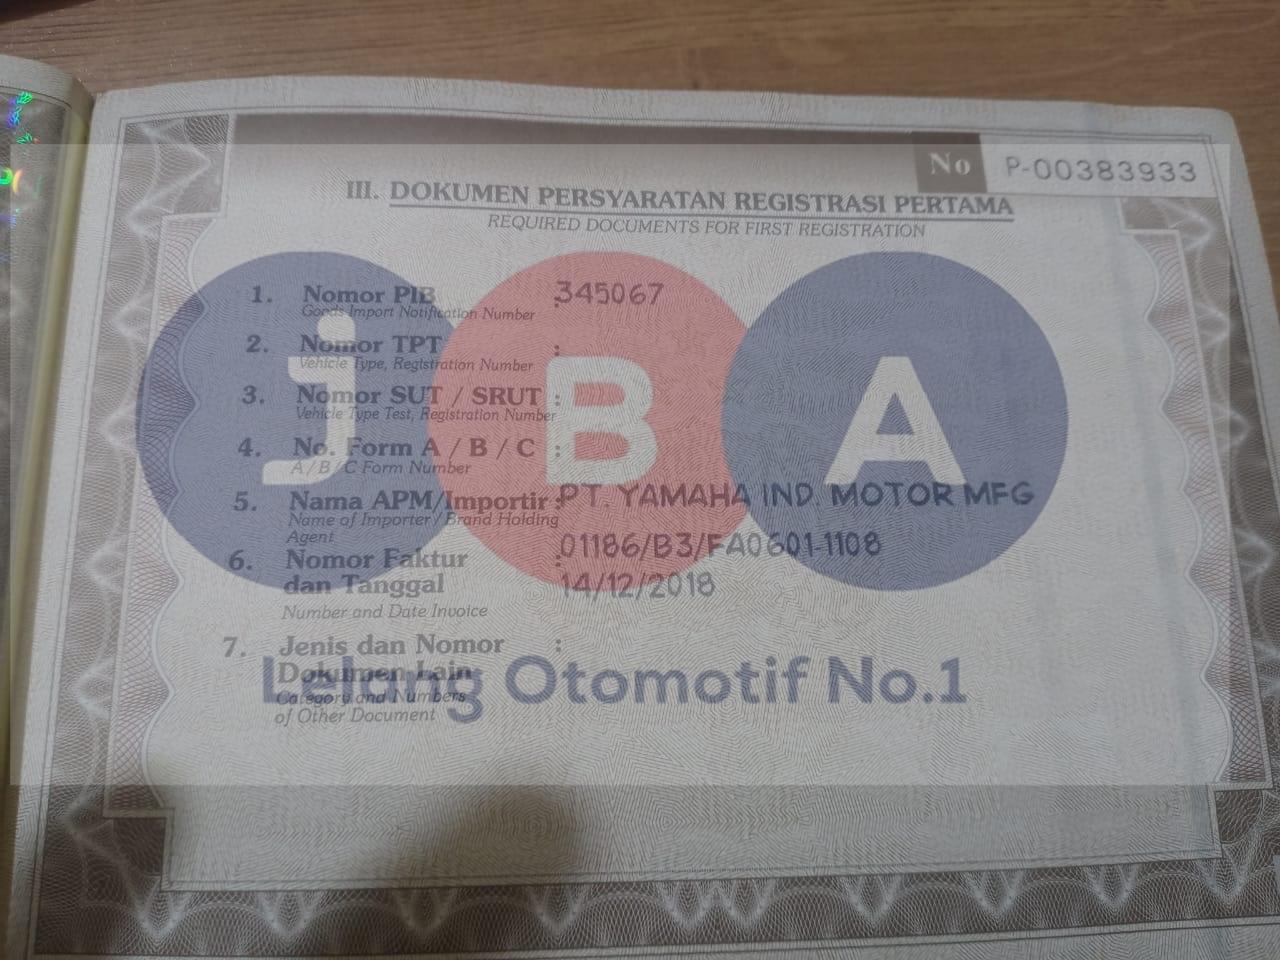 No P-00383933
III. DOKUMEN PERSYARATAN REGISTRASI PERTAMA
REQUIRED DOCUMENTS FOR FIRST REGISTRATION
1. Nomor PIB : 345067
Goods Import Notification Number
2. Nomor TPT :
Vehicle Type, Registration Number
3. Nomor SUT / SRUT :
Vehicle Type Test, Registration Number
4. No. Form A / B / C :
A / B / C Form Number
5. Nama APM/Importir : PT. YAMAHA IND. MOTOR MFG
Name of Importer/Brand Holding
Agent
6. Nomor Faktur : 01186/B3/FA0601-1108
dan Tanggal 14/12/2018
Number and Date Invoice
7. Jenis dan Nomor :
Dokumen Lain
Category and Numbers
of Other Document
j B A
Lelang Otomotif No.1